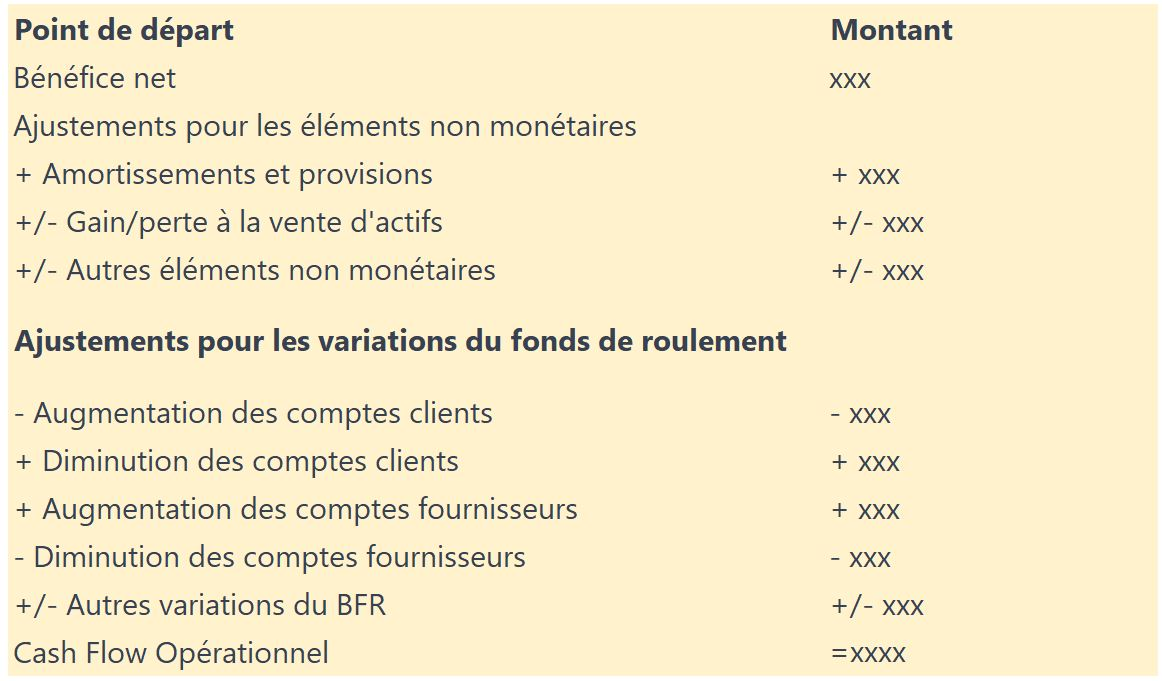 Point de départ Montant
Bénéfice net xxx
Ajustements pour les éléments non monétaires
+ Amortissements et provisions + xxx
+/- Gain/perte à la vente d'actifs +/- xxx
+/- Autres éléments non monétaires +/- xxx
Ajustements pour les variations du fonds de roulement
- Augmentation des comptes clients - xxx
+ Diminution des comptes clients + xxx
+ Augmentation des comptes fournisseurs + xxx
- Diminution des comptes fournisseurs - xxx
+/- Autres variations du BFR +/- xxx
Cash Flow Opérationnel =xxxx